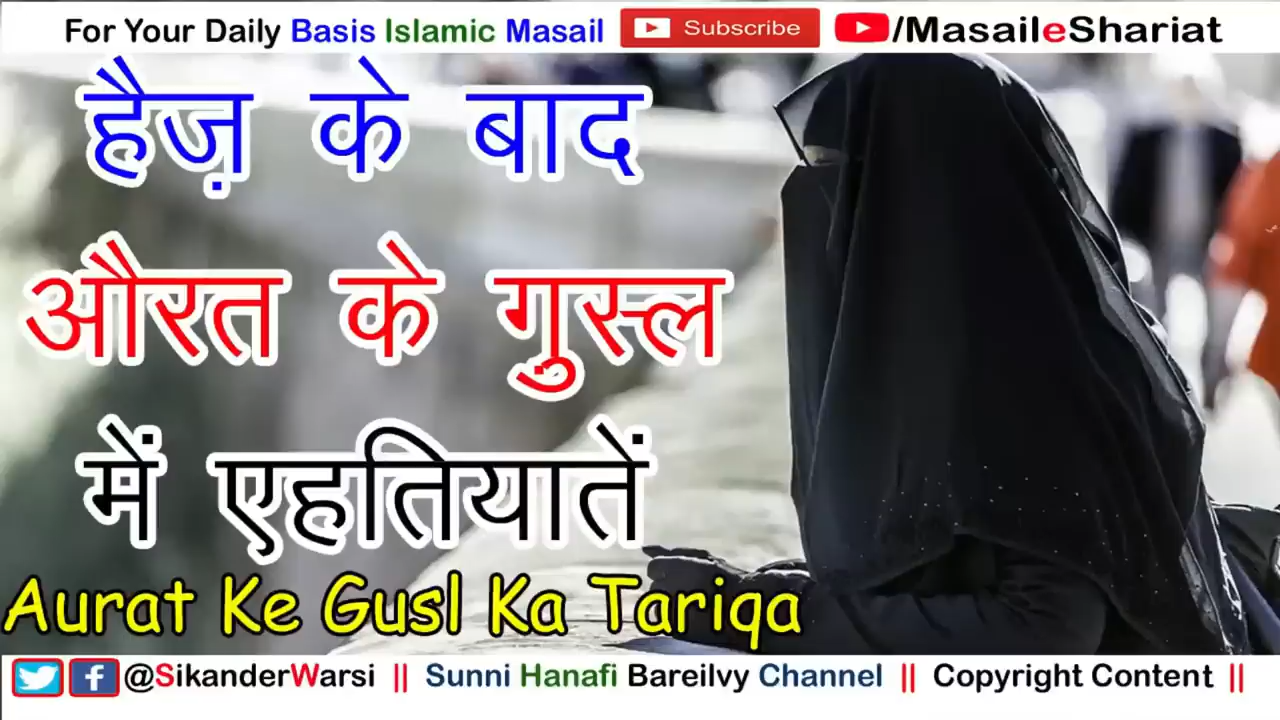 For Your Daily Basis Islamic Masail Subscribe /MasaileShariat
हैज़ के बाद
औरत के गुस्ल
में एहतियातें
Aurat Ke Gusl Ka Tariqa
@SikanderWarsi || Sunni Hanafi Bareilvy Channel || Copyright Content ||